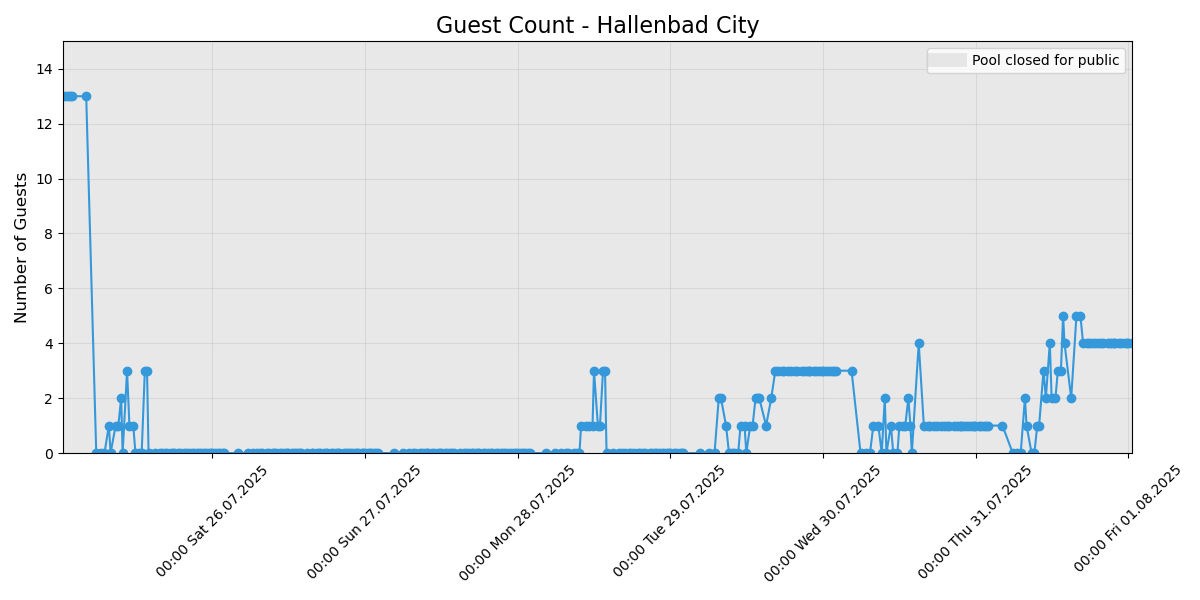 Guest Count - Hallenbad City
Pool closed for public
Number of Guests
14
12
10
8
6
4
2
0
00:00 Sat 26.07.2025
00:00 Sun 27.07.2025
00:00 Mon 28.07.2025
00:00 Tue 29.07.2025
00:00 Wed 30.07.2025
00:00 Thu 31.07.2025
00:00 Fri 01.08.2025